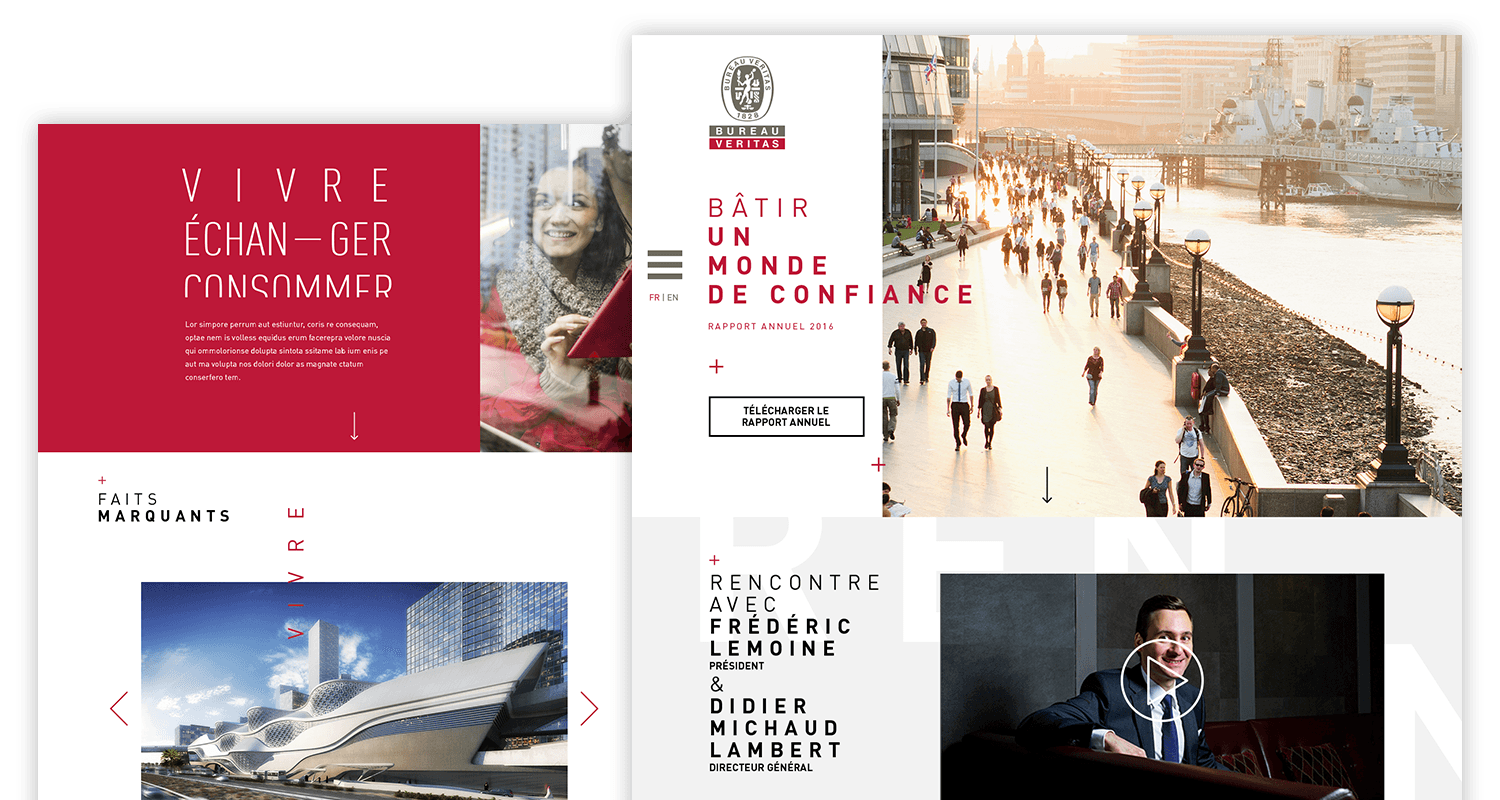 VIVRE
ÉCHAN—GER
CONSOMMER
Lor simpore perrum aut estiuntur, coris re consequam,
optae nem is volless equidus erum facerepra volore nuscia
qui ommolorionse dolupta sintota ssitame lab ium enis pe
aut ma volupta nos dolori dolor as magnate ctatum
conserfero tem.
+
FAITS
MARQUANTS
VIVRE
BUREAU VERITAS
1828
BUREAU
VERITAS
BÂTIR
UN
MONDE
DE CONFIANCE
FR | EN
RAPPORT ANNUEL 2016
+
TÉLÉCHARGER LE
RAPPORT ANNUEL
+
REN
+
RENCONTRE
AVEC
FRÉDÉRIC
LEMOINE
PRÉSIDENT
&
DIDIER
MICHAUD
LAMBERT
DIRECTEUR GÉNÉRAL